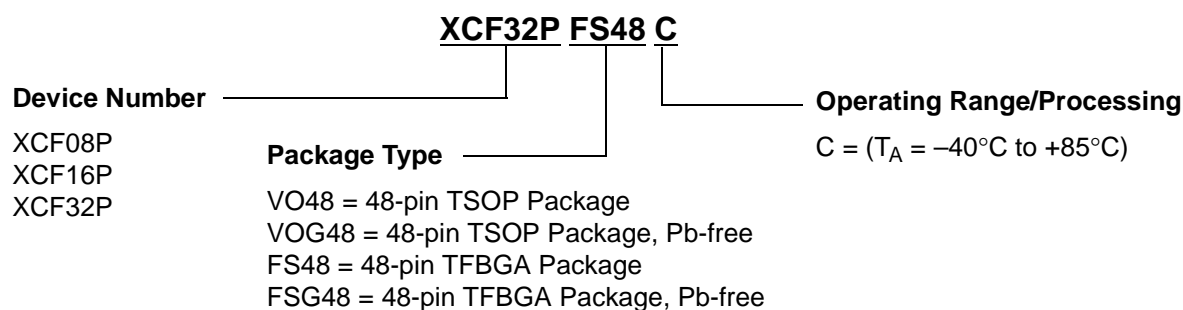 XCF32P FS48 C
Device Number
XCF08P
XCF16P
XCF32P
Package Type
VO48 = 48-pin TSOP Package
VOG48 = 48-pin TSOP Package, Pb-free
FS48 = 48-pin TFBGA Package
FSG48 = 48-pin TFBGA Package, Pb-free
Operating Range/Processing
C = (TA = –40°C to +85°C)